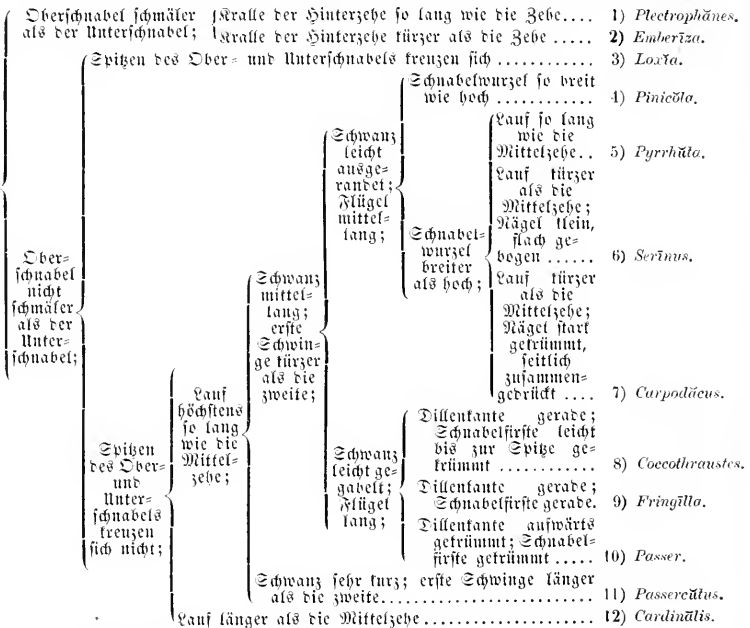 Oberschnabel schmäler als der Unterschnabel;
Kralle der Hinterzehe so lang wie die Zehe.... 1) Plectrophănes.
Kralle der Hinterzehe kürzer als die Zehe ..... 2) Emberīza.
Oberschnabel nicht schmäler als der Unterschnabel;
Spitzen des Ober- und Unterschnabels kreuzen sich ............ 3) Loxĭa.
Spitzen des Ober- und Unterschnabels kreuzen sich nicht;
Lauf höchstens so lang wie die Mittelzehe;
Schwanz mittellang; erste Schwinge kürzer als die zweite;
Schwanz leicht ausgerandet; Flügel mittellang;
Schnabelwurzel so breit wie hoch ............ 4) Pinicŏla.
Schnabelwurzel breiter als hoch;
Lauf so lang wie die Mittelzehe.. 5) Pyrrhŭla.
Lauf kürzer als die Mittelzehe; Nägel klein, flach gebogen ...... 6) Serīnus.
Lauf kürzer als die Mittelzehe; Nägel stark gekrümmt, seitlich zusammengedrückt .... 7) Carpodăcus.
Schwanz leicht gegabelt; Flügel lang;
Dillenkante gerade; Schnabelfirste leicht bis zur Spitze gekrümmt ............ 8) Coccothraustes.
Dillenkante gerade; Schnabelfirste gerade. 9) Fringĭlla.
Dillenkante aufwärts gekrümmt; Schnabelfirste gekrümmt ..... 10) Passer.
Schwanz sehr kurz; erste Schwinge länger als die zweite......................... 11) Passercŭlus.
Lauf länger als die Mittelzehe..................... 12) Cardinālis.